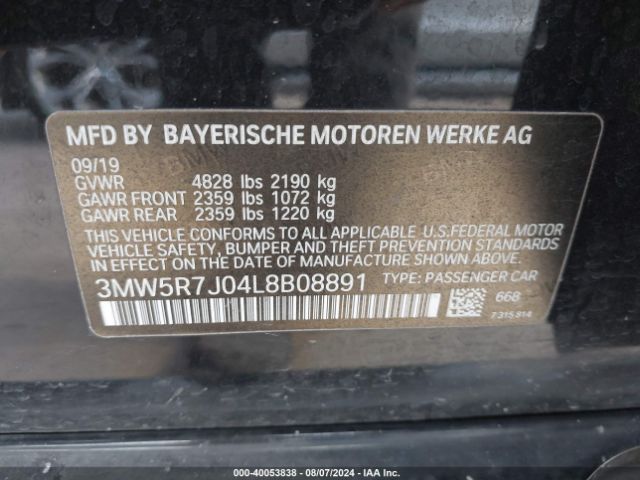 MFD BY BAYERISCHE MOTOREN WERKE AG
09/19
GVWR 4828 lbs 2190 kg
GAWR FRONT 2359 lbs 1072 kg
GAWR REAR 2359 lbs 1220 kg
THIS VEHICLE CONFORMS TO ALL APPLICABLE U.S.FEDERAL MOTOR
VEHICLE SAFETY, BUMPER AND THEFT PREVENTION STANDARDS
IN EFFECT ON THE DATE OF MANUFACTURE SHOWN ABOVE.
3MW5R7J04L8B08891 TYPE: PASSENGER CAR
668
7315814
000-40053838 - 08/07/2024 - IAA Inc.